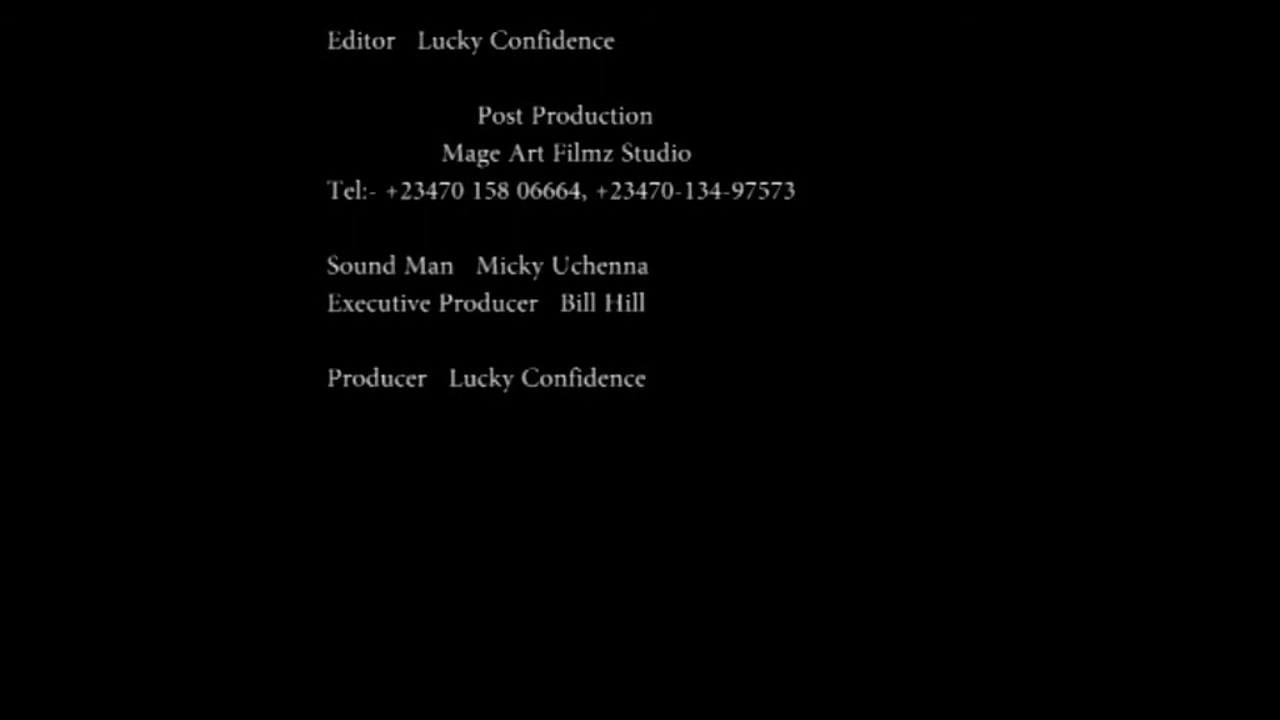 Editor Lucky Confidence
Post Production
Mage Art Filmz Studio
Tel:- +23470 158 06664, +23470-134-97573
Sound Man Micky Uchenna
Executive Producer Bill Hill
Producer Lucky Confidence